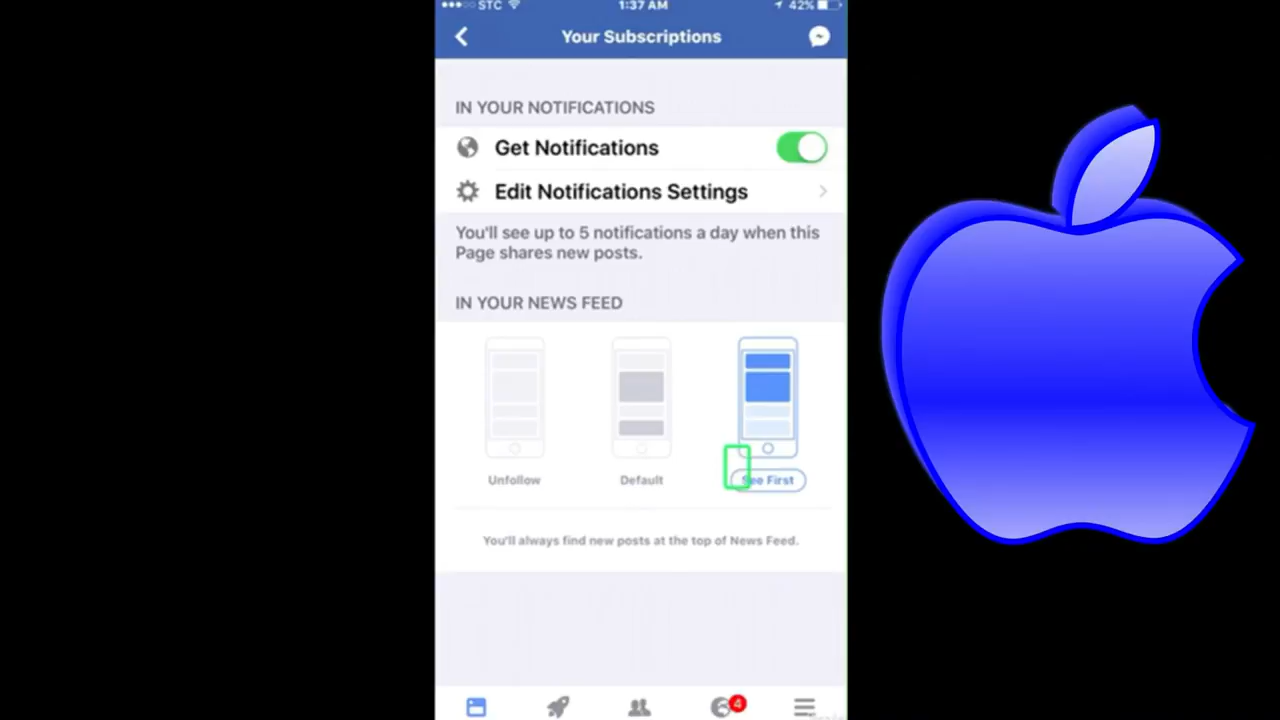 STC 1:37 AM 42%
Your Subscriptions
IN YOUR NOTIFICATIONS
Get Notifications
Edit Notifications Settings
You'll see up to 5 notifications a day when this
Page shares new posts.
IN YOUR NEWS FEED
Unfollow Default See First
You'll always find new posts at the top of News Feed.
4